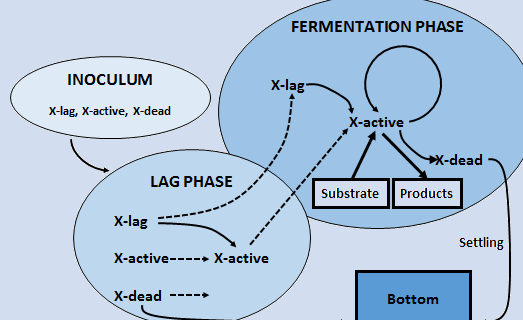 FERMENTATION PHASE
INOCULUM
X-lag, X-active, X-dead
X-lag
X-active
X-dead
Substrate
Products
LAG PHASE
X-lag
X-active
X-active
X-dead
Settling
Bottom